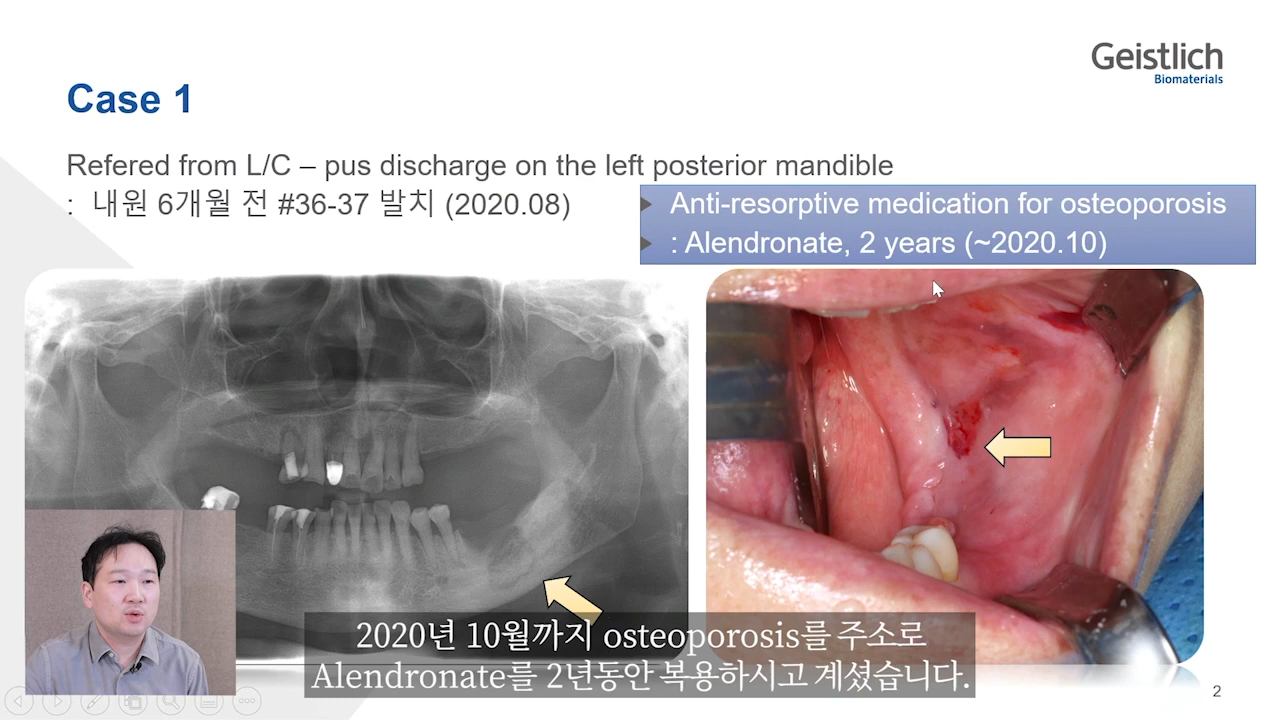 Geistlich
Biomaterials
Case 1
Refered from L/C – pus discharge on the left posterior mandible
: 내원 6개월 전 #36-37 발치 (2020.08)
Anti-resorptive medication for osteoporosis
: Alendronate, 2 years (~2020.10)
2020년 10월까지 osteoporosis를 주소로
Alendronate를 2년동안 복용하시고 계셨습니다.
2